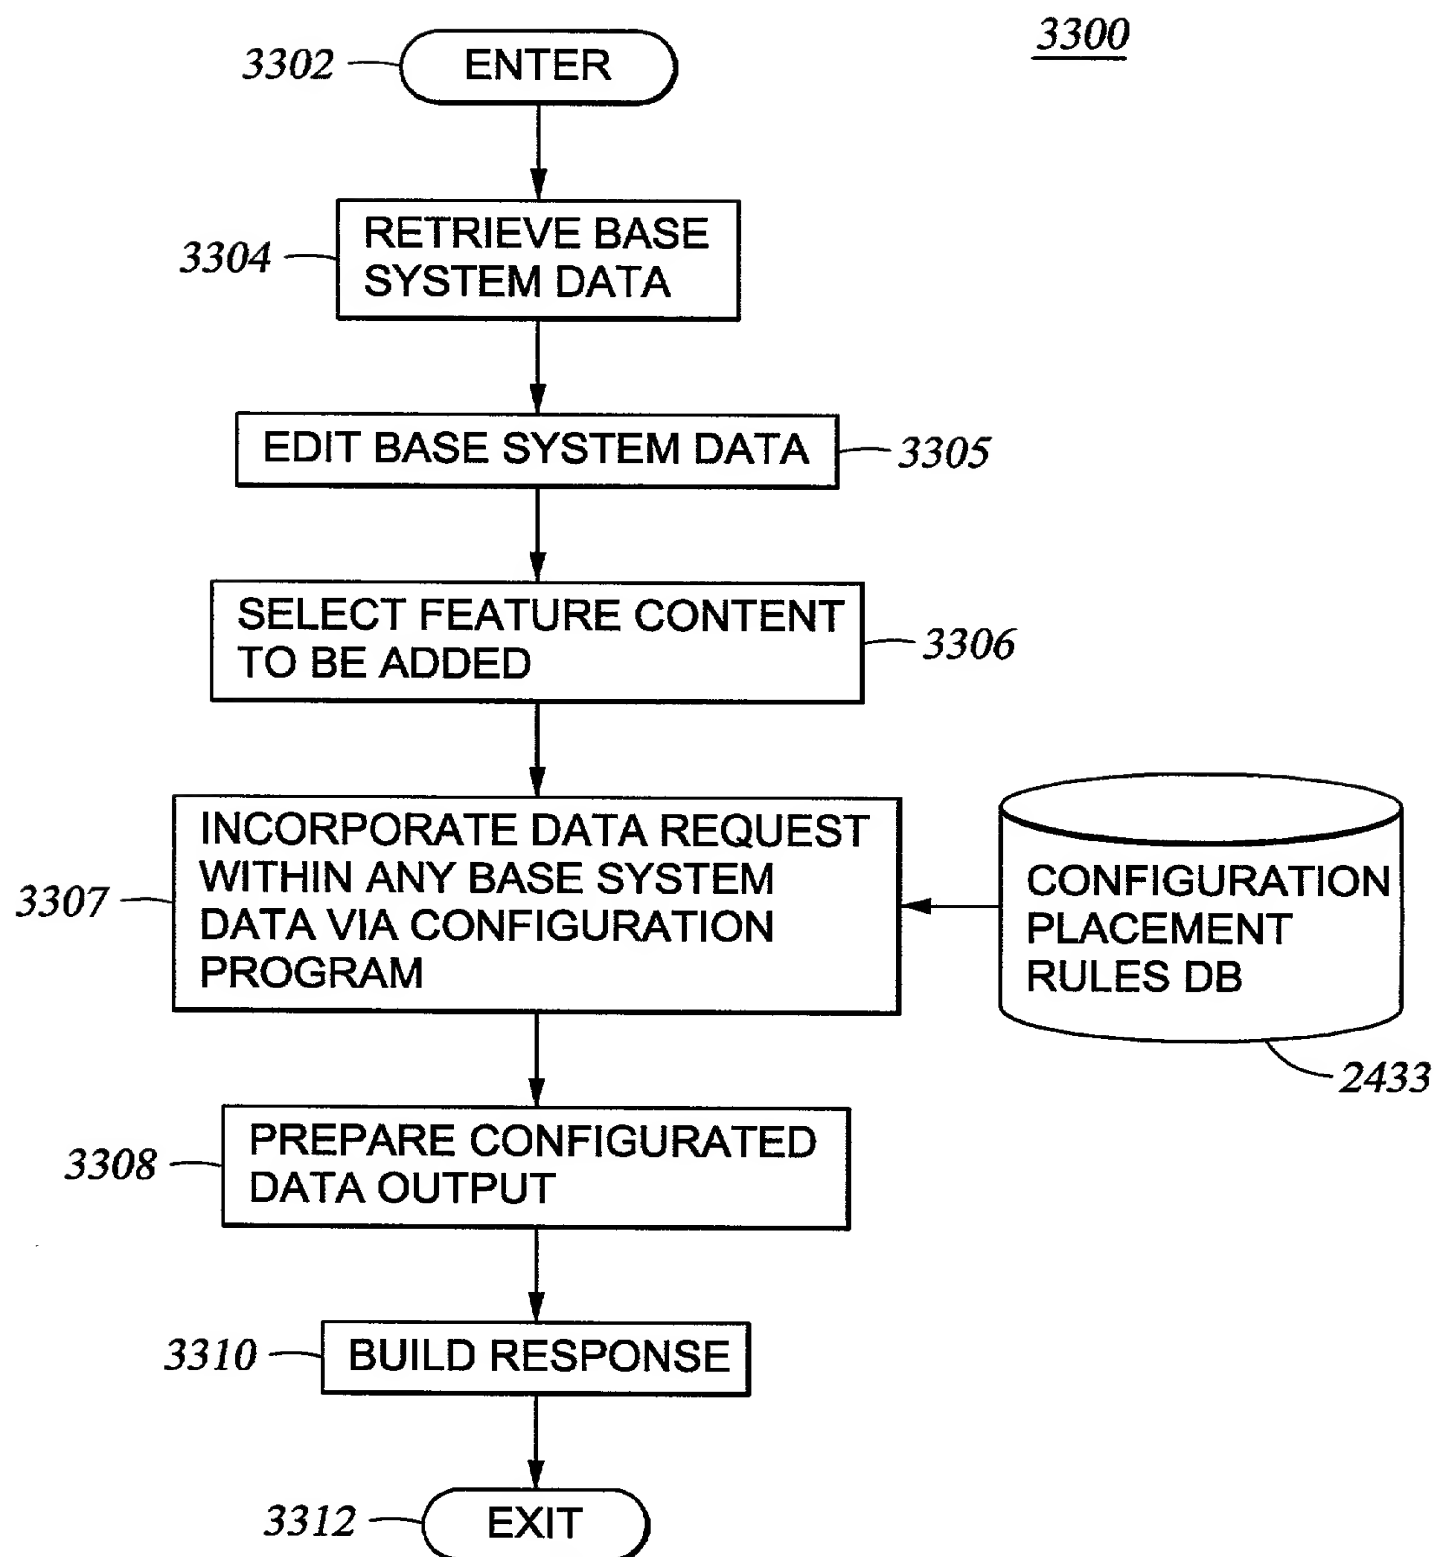 3300
3302
ENTER
3304
RETRIEVE BASE
SYSTEM DATA
EDIT BASE SYSTEM DATA
3305
SELECT FEATURE CONTENT
TO BE ADDED
3306
3307
INCORPORATE DATA REQUEST
WITHIN ANY BASE SYSTEM
DATA VIA CONFIGURATION
PROGRAM
CONFIGURATION
PLACEMENT
RULES DB
2433
3308
PREPARE CONFIGURATED
DATA OUTPUT
3310
BUILD RESPONSE
3312
EXIT